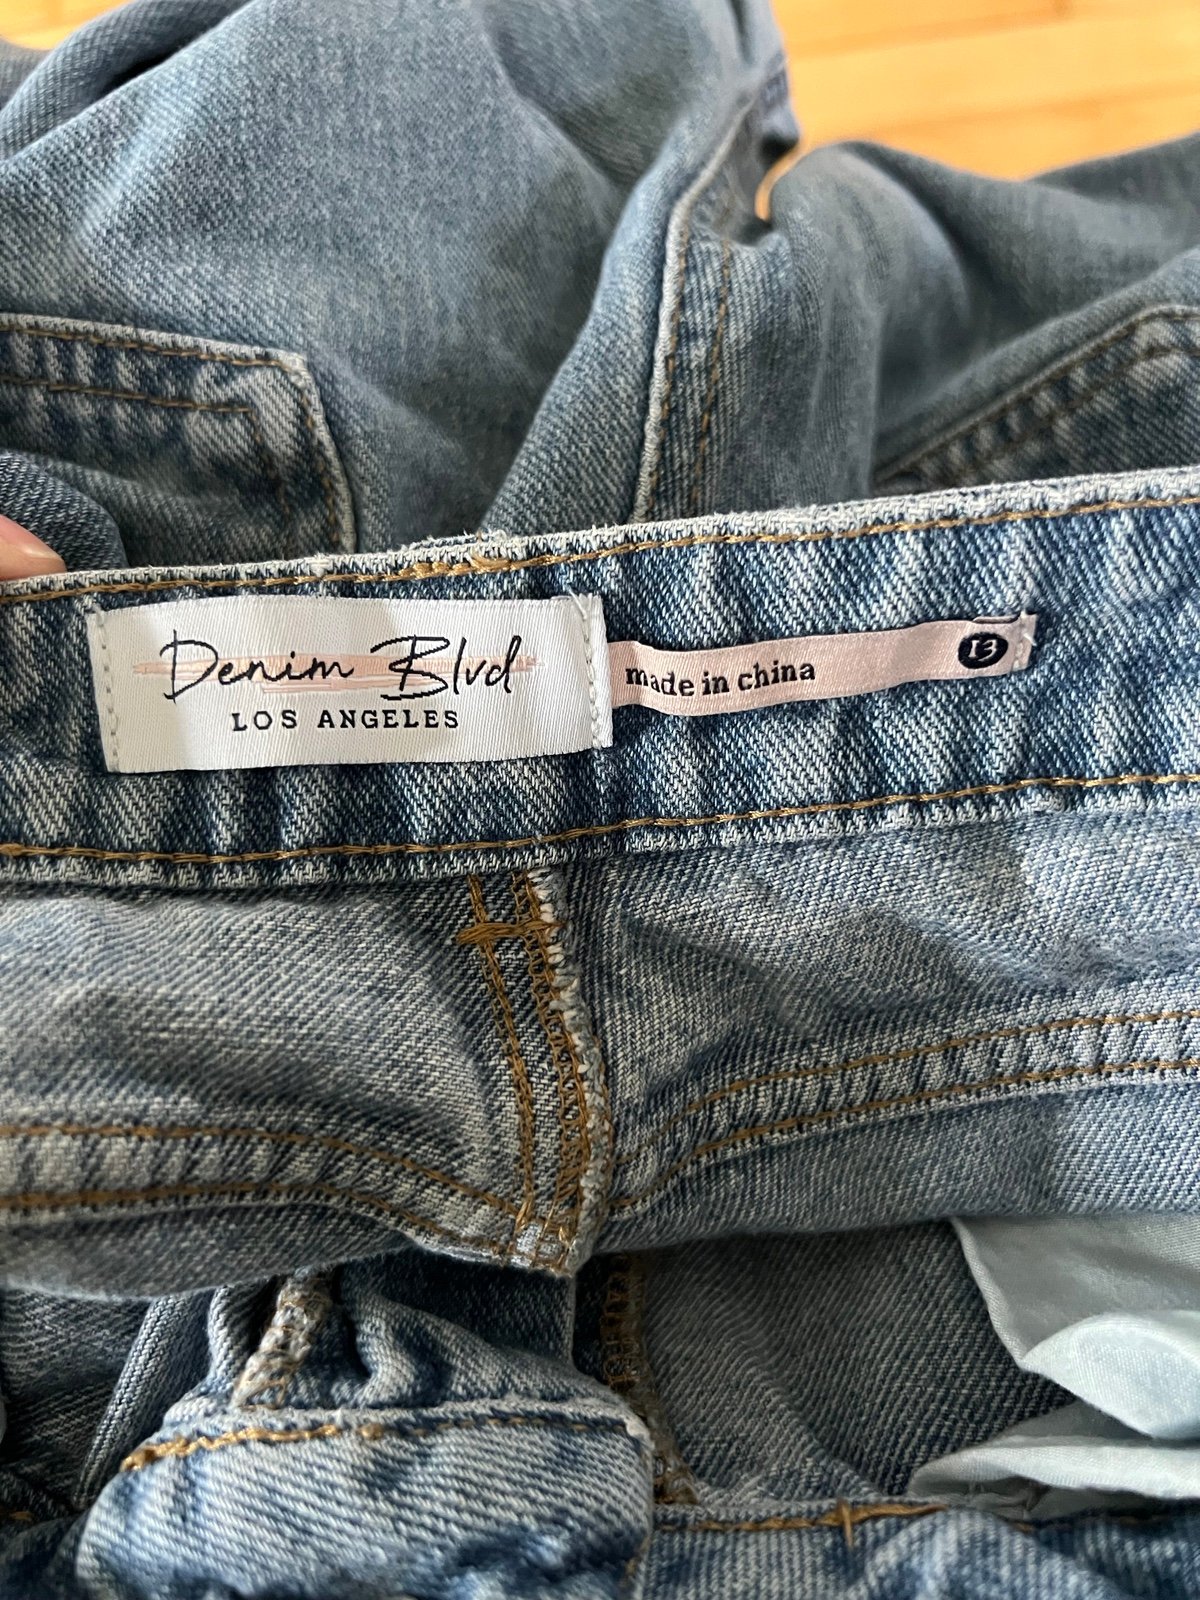 Denim Blvd
LOS ANGELES
made in china
13